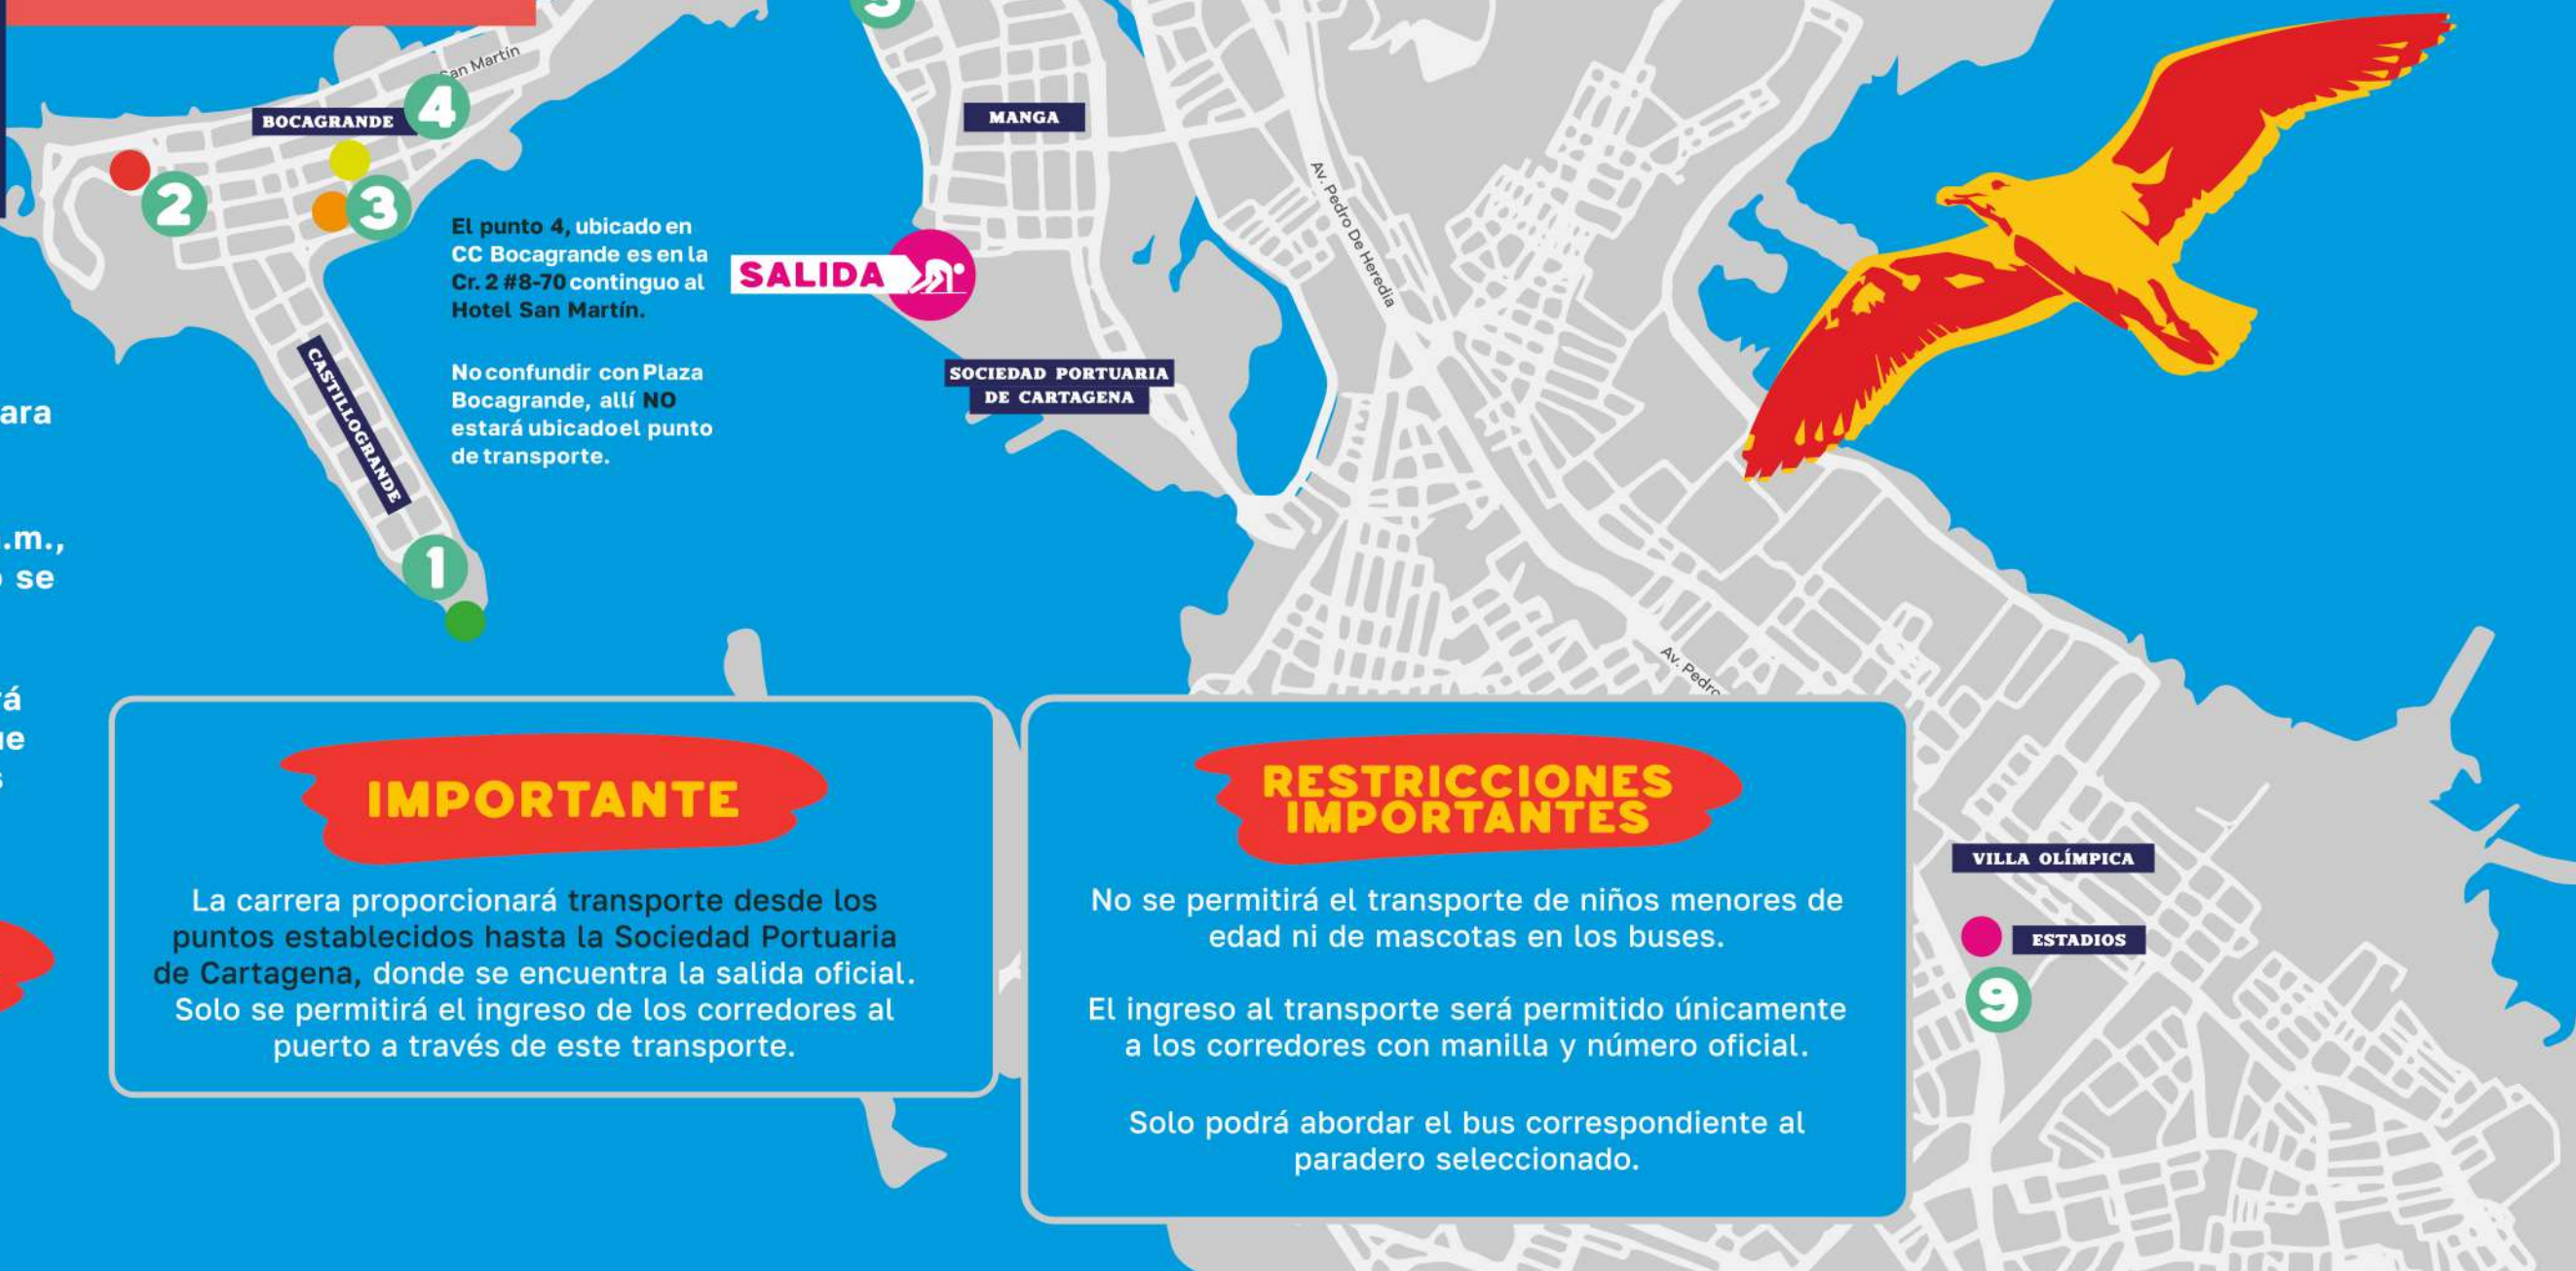 San Martín
BOCAGRANDE
4
2
3
El punto 4, ubicado en
CC Bocagrande es en la
Cr. 2 #8-70 continguo al
Hotel San Martín.
No confundir con Plaza
Bocagrande, allí NO
estará ubicado el punto
de transporte.
CASTILLOGRANDE
1
MANGA
SALIDA
SOCIEDAD PORTUARIA
DE CARTAGENA
Av. Pedro De Heredia
Av. Pedro
ara
.m.,
se
IMPORTANTE
La carrera proporcionará transporte desde los
puntos establecidos hasta la Sociedad Portuaria
de Cartagena, donde se encuentra la salida oficial.
Solo se permitirá el ingreso de los corredores al
puerto a través de este transporte.
RESTRICCIONES
IMPORTANTES
No se permitirá el transporte de niños menores de
edad ni de mascotas en los buses.
El ingreso al transporte será permitido únicamente
a los corredores con manilla y número oficial.
Solo podrá abordar el bus correspondiente al
paradero seleccionado.
VILLA OLÍMPICA
ESTADIOS
9